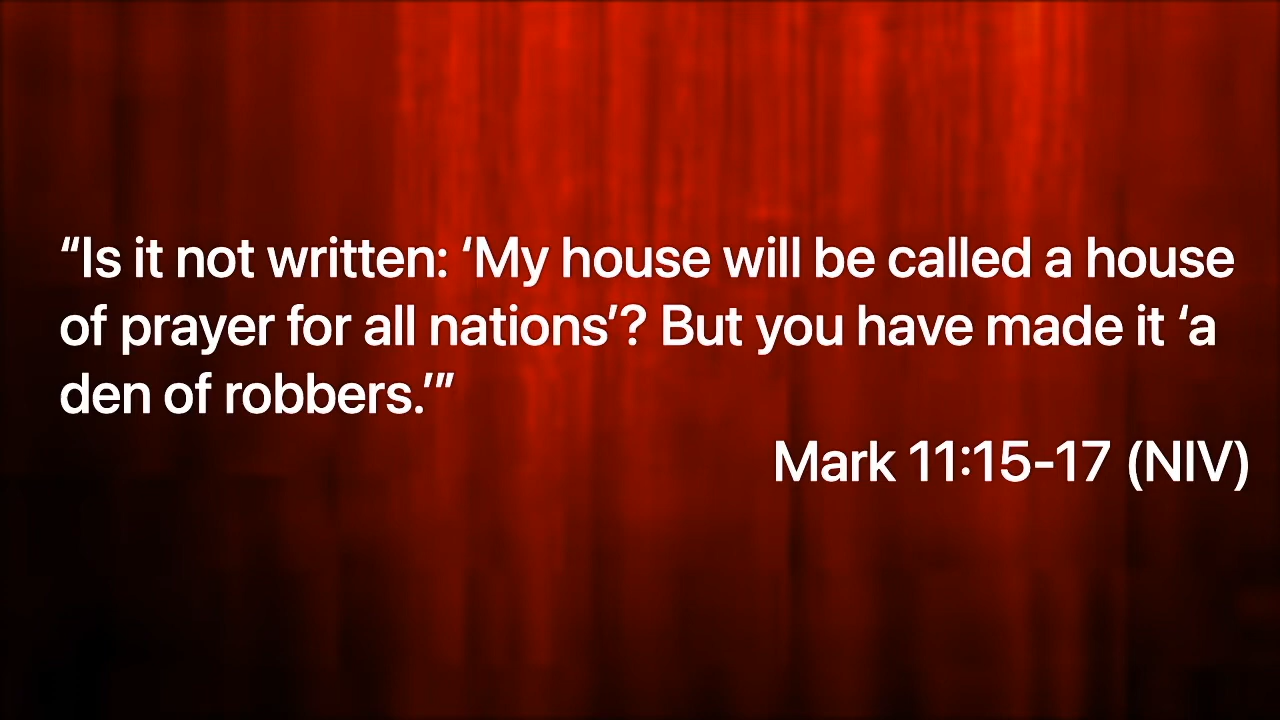 “Is it not written: ‘My house will be called a house
of prayer for all nations’? But you have made it ‘a
den of robbers.’”
Mark 11:15-17 (NIV)